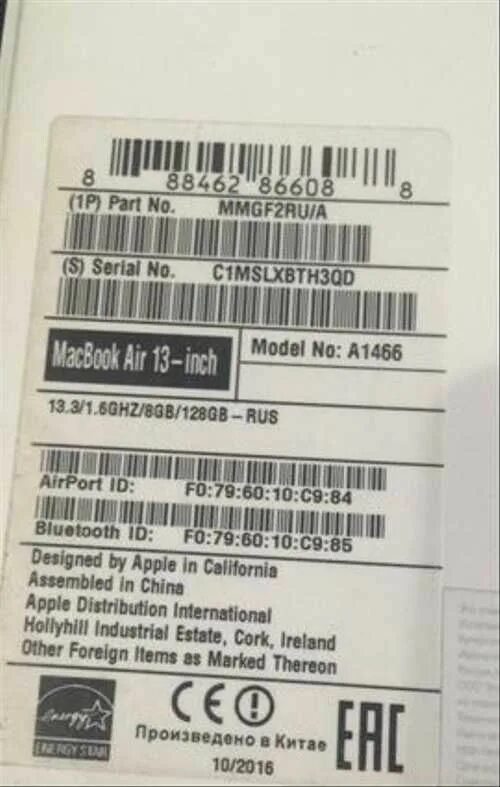 8 88462 86608 8
(1P) Part No. MMGF2RU/A
(S) Serial No. C1MSLXBTH3QD
MacBook Air 13-inch
Model No: A1466
13.3/1.6GHZ/8GB/128GB-RUS
AirPort ID: F0:79:60:10:C9:84
Bluetooth ID: F0:79:60:10:C9:85
Designed by Apple in California
Assembled in China
Apple Distribution International
Hollyhill Industrial Estate, Cork, Ireland
Other Foreign Items as Marked Thereon
energy
ENERGY STAR
CE
Произведено в Китае
10/2016
EAC